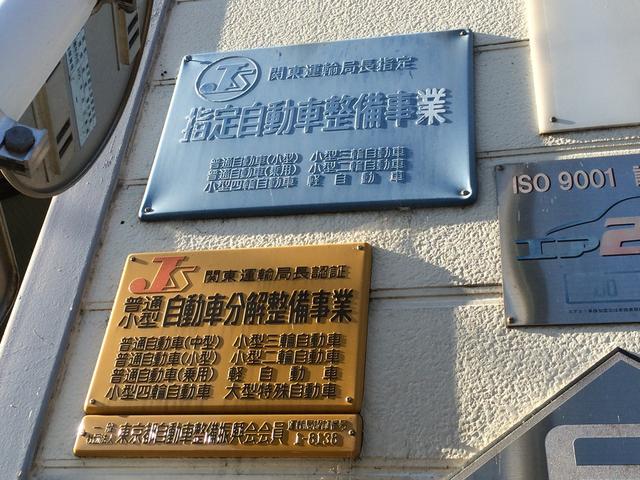 JS 関東運輸局長指定
指定自動車整備事業
普通自動車(小型) 小型三輪自動車
普通自動車(乗用) 小型二輪自動車
小型四輪自動車 軽自動車
ISO 9001
エコア2
JS 関東運輸局長認証
普通
小型 自動車分解整備事業
普通自動車(中型) 小型三輪自動車
普通自動車(小型) 小型二輪自動車
普通自動車(乗用) 軽自動車
小型四輪自動車 大型特殊自動車
東京都自動車整備振興会会員 1-8136